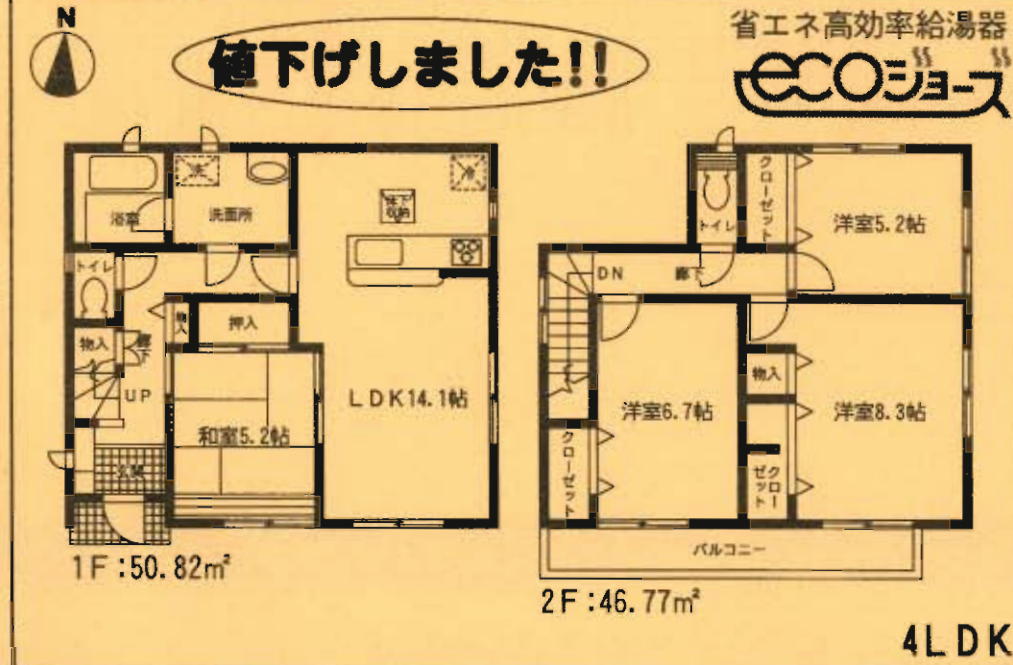 N
値下げしました!!
省エネ高効率給湯器
ecoジョーズ
浴室
洗
洗面所
床下
収納
冷
トイレ
物入
廊下
物入
押入
UP
LDK14.1帖
和室5.2帖
玄関
1F:50.82㎡
トイレ
クローゼット
洋室5.2帖
DN
廊下
物入
洋室6.7帖
洋室8.3帖
クローゼット
クロー
ゼット
バルコニー
2F:46.77㎡
4LDK